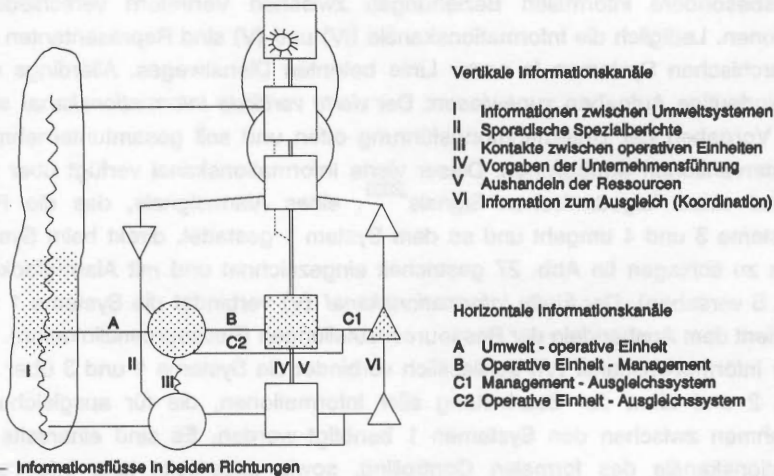 Vertikale Informationskanäle
I Informationen zwischen Umweltsystemen
II Sporadische Spezialberichte
III Kontakte zwischen operativen Einheiten
IV Vorgaben der Unternehmensführung
V Aushandeln der Ressourcen
VI Information zum Ausgleich (Koordination)
A
B
C1
C2
I
II
III
IV
V
VI
Horizontale Informationskanäle
A Umwelt - operative Einheit
B Operative Einheit - Management
C1 Management - Ausgleichssystem
C2 Operative Einheit - Ausgleichssystem
Informationsflüsse in beiden Richtungen